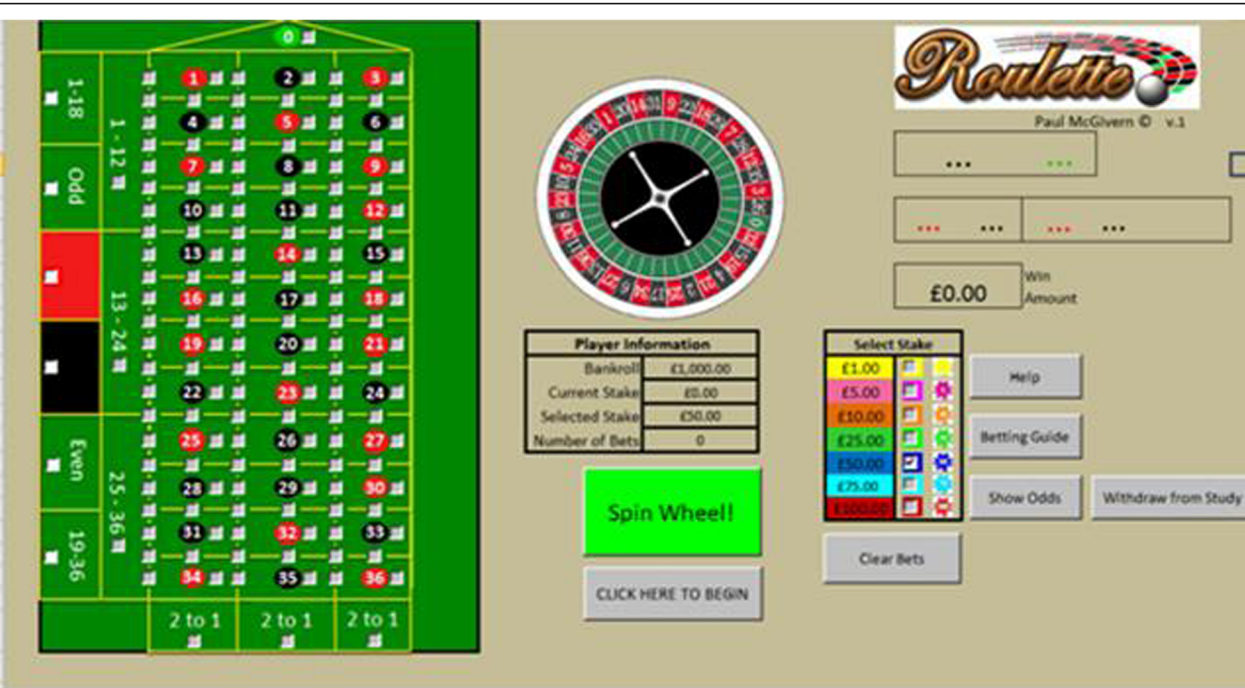 Roulette
Paul McGivern © v.1
... ...
... ... ... ...
£0.00
Win
Amount
0
1 2 3
4 5 6
7 8 9
10 11 12
13 14 15
16 17 18
19 20 21
22 23 24
25 26 27
28 29 30
31 32 33
34 35 36
2 to 1 2 to 1 2 to 1
1-18
Odd
Even
19-36
1 - 12
13 - 24
25 - 36
Player Information
Bankroll £1,000.00
Current Stake £0.00
Selected Stake £50.00
Number of Bets 0
Spin Wheel!
CLICK HERE TO BEGIN
Select Stake
£1.00
£5.00
£10.00
£25.00
£50.00
£75.00
£100.00
Clear Bets
Help
Betting Guide
Show Odds
Withdraw from Study